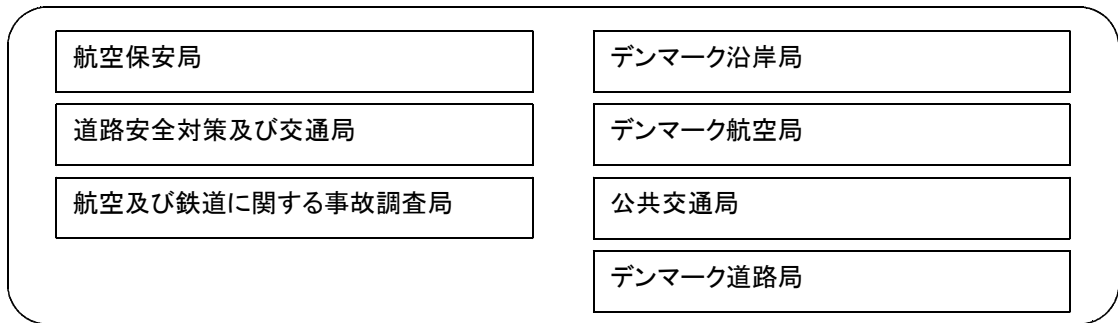 航空保安局
道路安全対策及び交通局
航空及び鉄道に関する事故調査局
デンマーク沿岸局
デンマーク航空局
公共交通局
デンマーク道路局